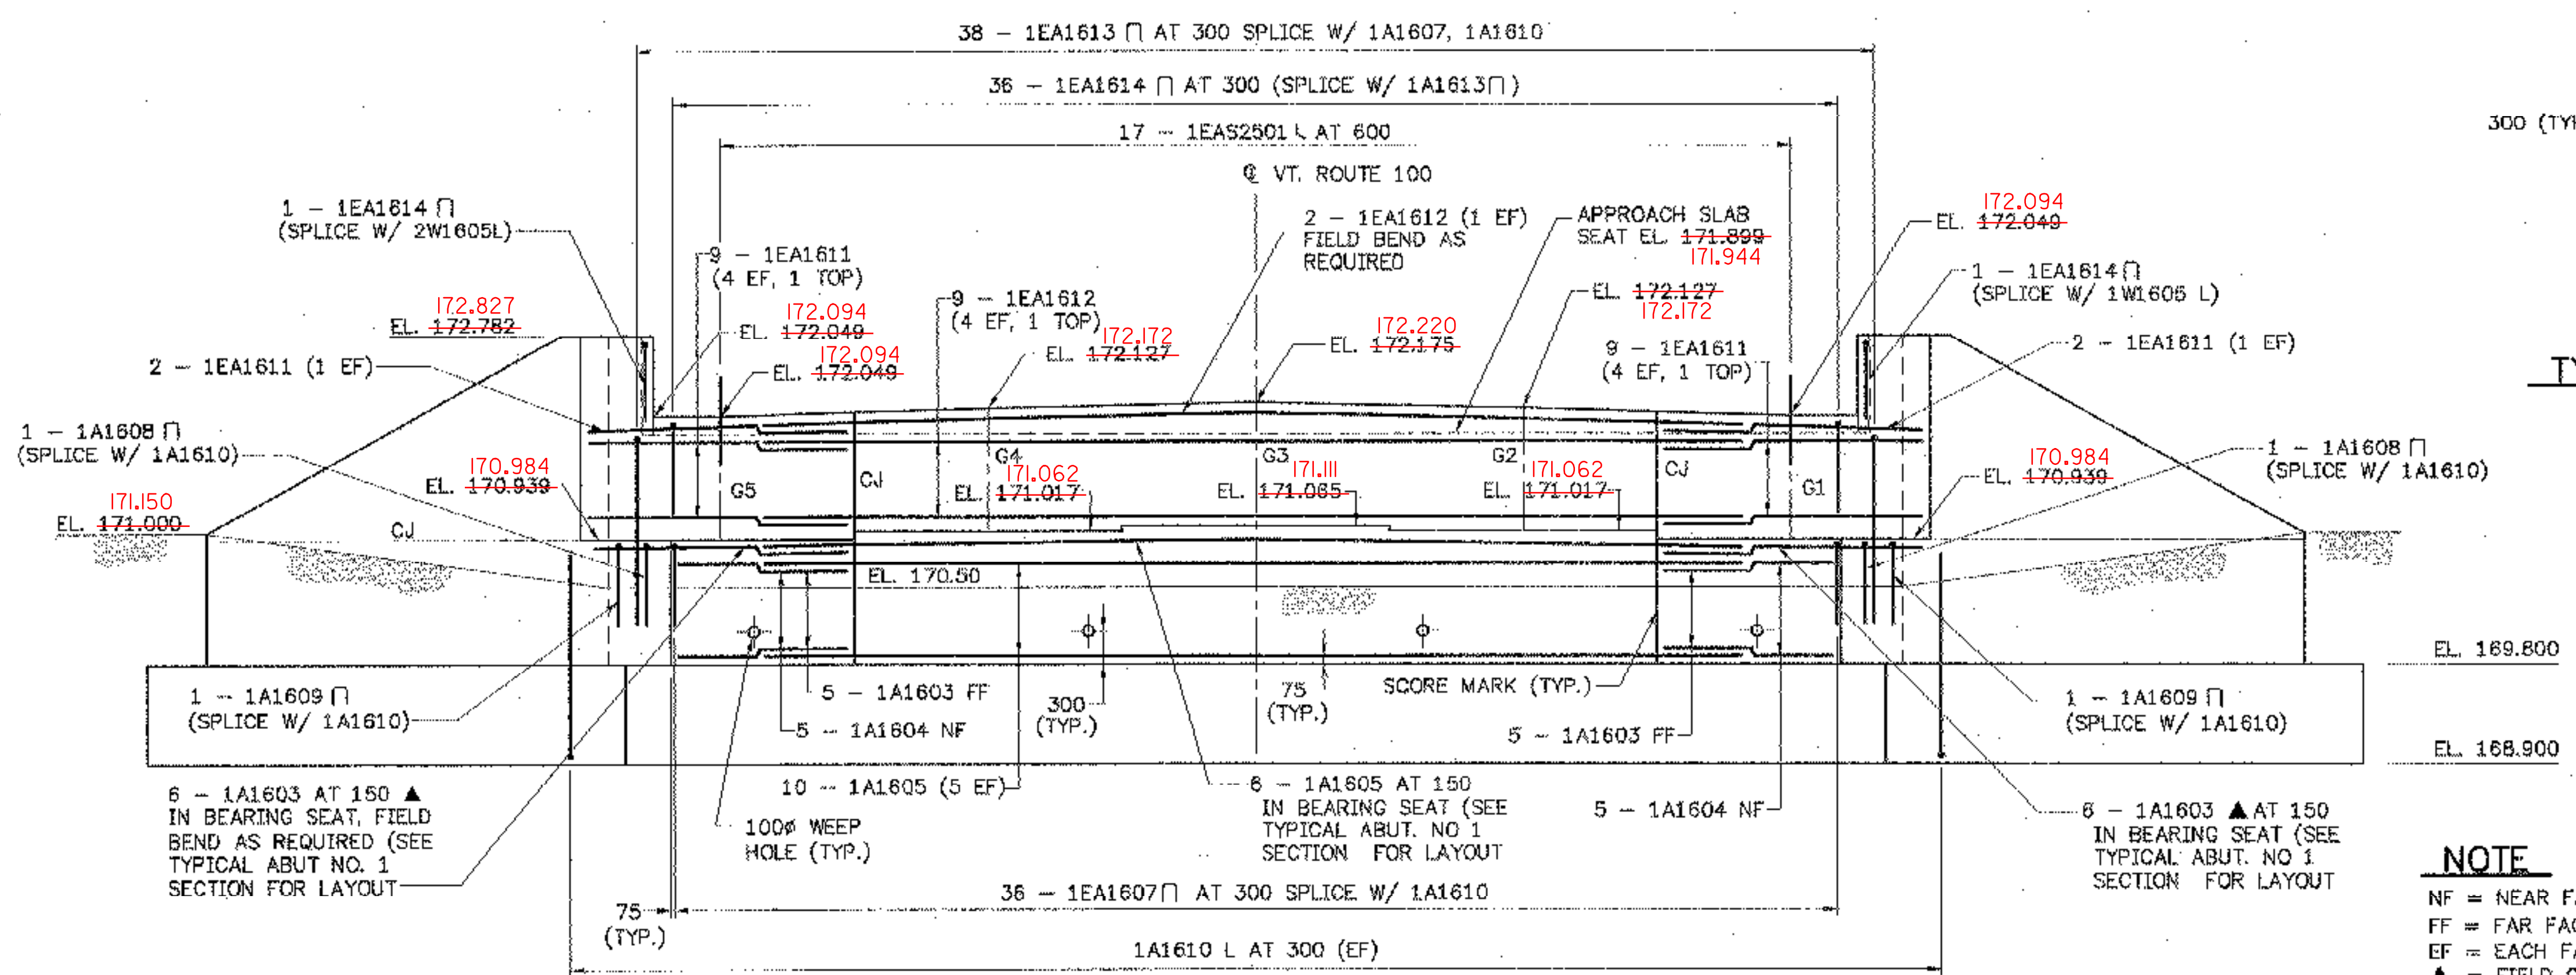 38 - 1EA1613 ⊓ AT 300 SPLICE W/ 1A1607, 1A1610
36 - 1EA1614 ⊓ AT 300 (SPLICE W/ 1A1613⊓)
17 - 1EAS2501 L AT 600
300 (TY
℄ VT. ROUTE 100
1 - 1EA1614 ⊓
(SPLICE W/ 2W1605L)
9 - 1EA1611
(4 EF, 1 TOP)
2 - 1EA1612 (1 EF)
FIELD BEND AS
REQUIRED
APPROACH SLAB
SEAT EL. 171.899
171.944
172.094
EL. 172.049
1 - 1EA1614 ⊓
(SPLICE W/ 1W1605 L)
172.827
EL. 172.782
172.094
EL. 172.049
9 - 1EA1612
(4 EF, 1 TOP)
172.172
EL. 172.127
172.220
EL. 172.175
EL. 172.127
172.172
172.094
EL. 172.049
9 - 1EA1611
(4 EF, 1 TOP)
2 - 1EA1611 (1 EF)
2 - 1EA1611 (1 EF)
TY
1 - 1A1608 ⊓
(SPLICE W/ 1A1610)
170.984
EL. 170.939
171.150
EL. 171.000
CJ
G5
CJ
G4
171.062
EL. 171.017
G3
171.111
EL. 171.065
G2
171.062
EL. 171.017
CJ
G1
170.984
EL. 170.939
1 - 1A1608 ⊓
(SPLICE W/ 1A1610)
EL. 170.50
EL. 169.800
1 - 1A1609 ⊓
(SPLICE W/ 1A1610)
5 - 1A1603 FF
5 - 1A1604 NF
300
(TYP.)
75
(TYP.)
SCORE MARK (TYP.)
5 - 1A1603 FF
1 - 1A1609 ⊓
(SPLICE W/ 1A1610)
EL. 168.900
6 - 1A1603 AT 150 ▲
IN BEARING SEAT, FIELD
BEND AS REQUIRED (SEE
TYPICAL ABUT NO. 1
SECTION FOR LAYOUT
10 - 1A1605 (5 EF)
100ø WEEP
HOLE (TYP.)
6 - 1A1605 AT 150
IN BEARING SEAT (SEE
TYPICAL ABUT. NO 1
SECTION FOR LAYOUT
5 - 1A1604 NF
6 - 1A1603 ▲ AT 150
IN BEARING SEAT (SEE
TYPICAL ABUT. NO 1
SECTION FOR LAYOUT
75
(TYP.)
36 - 1EA1607 ⊓ AT 300 SPLICE W/ 1A1610
1A1610 L AT 300 (EF)
NOTE
NF = NEAR F
FF = FAR FA
EF = EACH F